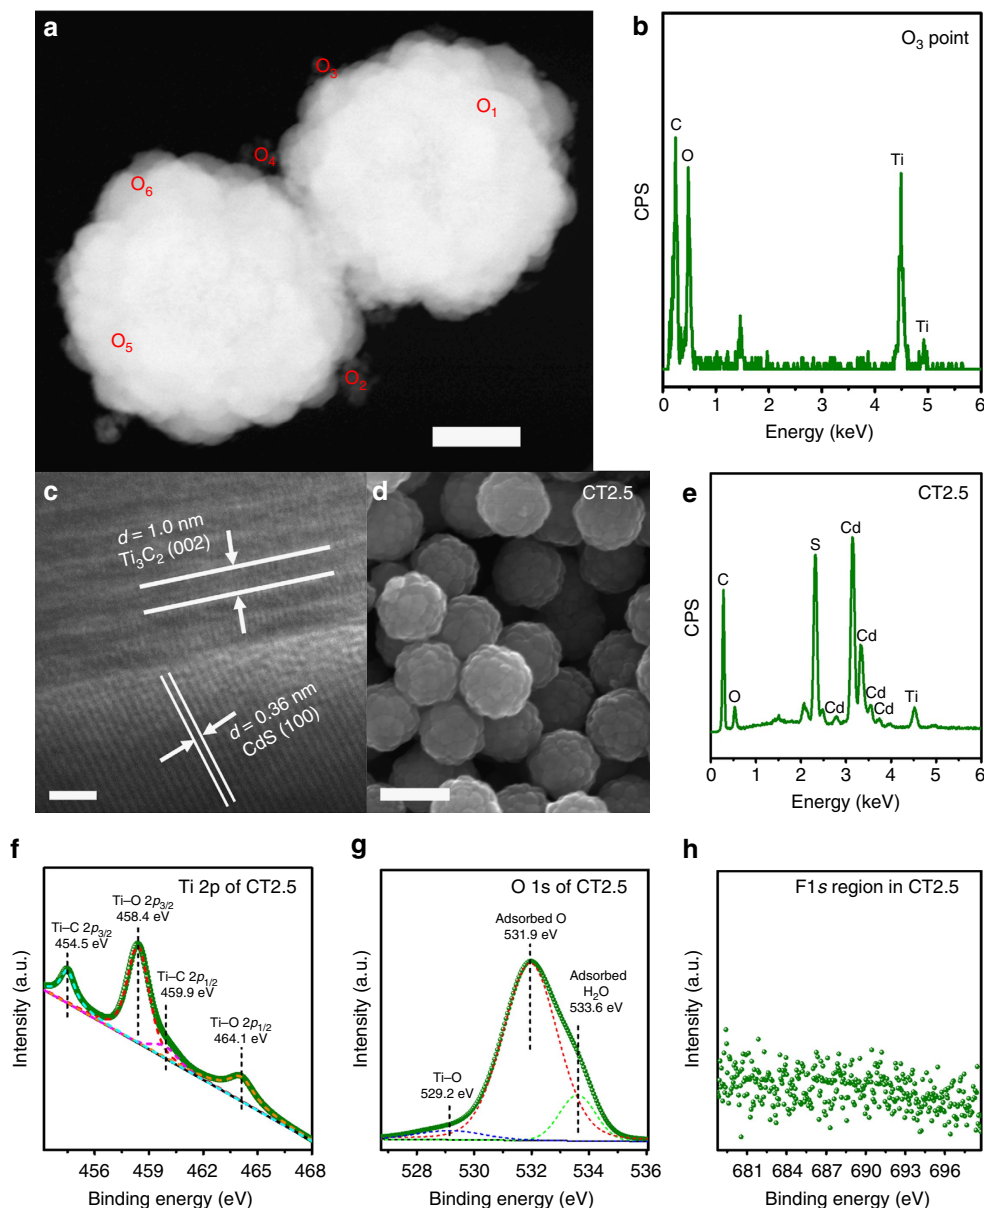 a
O₃
O₁
O₄
O₆
O₅
O₂
b
O₃ point
C
O
Ti
Ti
CPS
0 1 2 3 4 5 6
Energy (keV)
c
d = 1.0 nm
Ti₃C₂ (002)
d = 0.36 nm
CdS (100)
d
CT2.5
e
CT2.5
C
O
S
Cd
Cd
Cd
Cd
Cd
Ti
CPS
0 1 2 3 4 5 6
Energy (keV)
f
Ti 2p of CT2.5
Ti–C 2p₃/₂
454.5 eV
Ti–O 2p₃/₂
458.4 eV
Ti–C 2p₁/₂
459.9 eV
Ti–O 2p₁/₂
464.1 eV
Intensity (a.u.)
456 459 462 465 468
Binding energy (eV)
g
O 1s of CT2.5
Adsorbed O
531.9 eV
Adsorbed
H₂O
533.6 eV
Ti–O
529.2 eV
Intensity (a.u.)
528 530 532 534 536
Binding energy (eV)
h
F1s region in CT2.5
Intensity (a.u.)
681 684 687 690 693 696
Binding energy (eV)